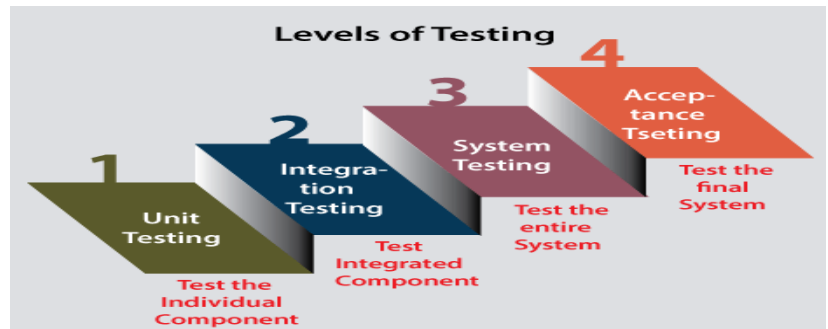 Levels of Testing
1
Unit
Testing
Test the
Individual
Component
2
Integra-
tion
Testing
Test
Integrated
Component
3
System
Testing
Test the
entire
System
4
Accep-
tance
Tseting
Test the
final
System